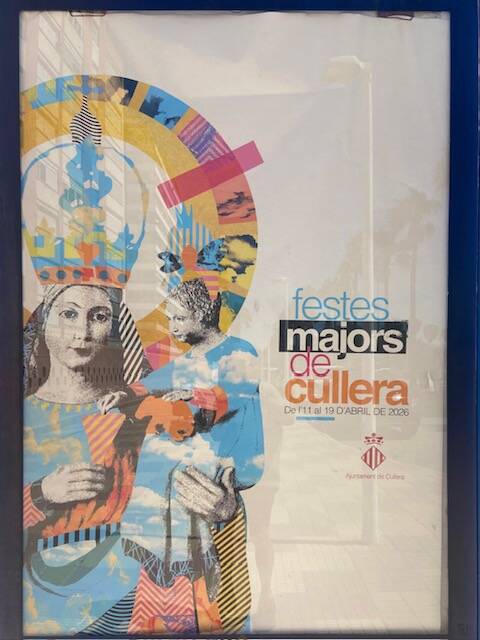 festes
majors
de
cullera
De l'11 al 19 D'ABRIL DE 2026
Ajuntament de Cullera